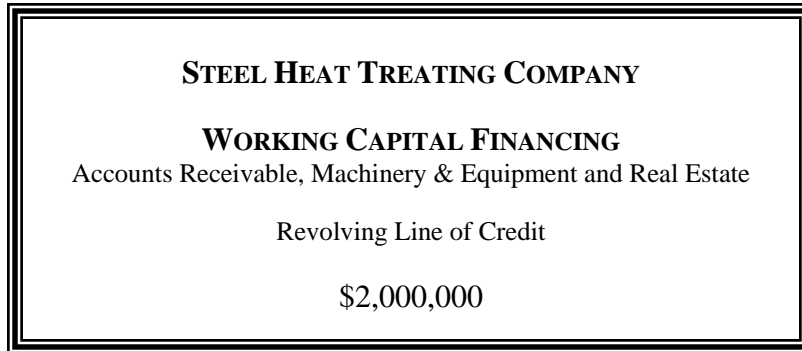 STEEL HEAT TREATING COMPANY
WORKING CAPITAL FINANCING
Accounts Receivable, Machinery & Equipment and Real Estate
Revolving Line of Credit
$2,000,000